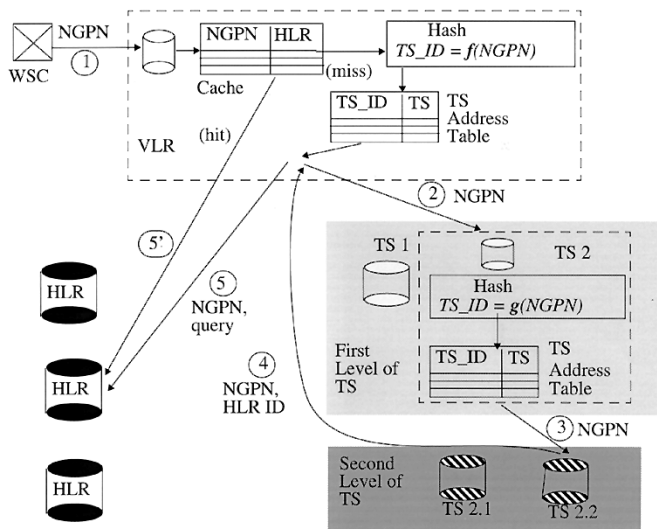 NGPN
1
WSC
NGPN HLR
Cache
(miss)
Hash
TS_ID = f(NGPN)
TS_ID TS
TS
Address
Table
VLR
(hit)
2 NGPN
5'
5
NGPN,
query
TS 1
TS 2
Hash
TS_ID = g(NGPN)
TS_ID TS
TS
Address
Table
First
Level of
TS
4
NGPN,
HLR ID
3 NGPN
HLR
HLR
HLR
Second
Level of
TS
TS 2.1
TS 2.2